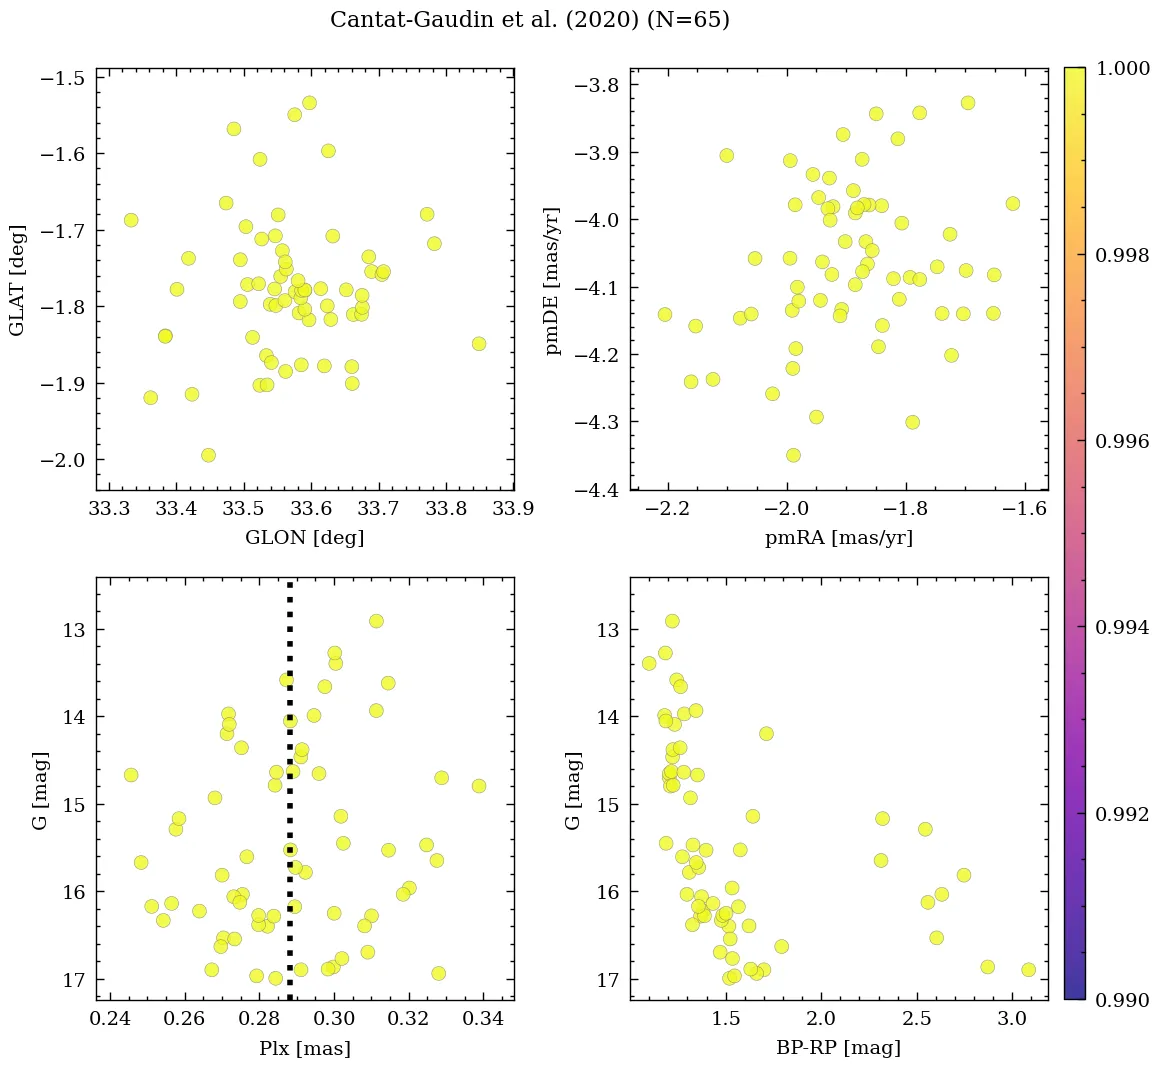 Cantat-Gaudin et al. (2020) (N=65)
−1.5
−1.6
−1.7
−1.8
−1.9
−2.0
GLAT [deg]
33.3 33.4 33.5 33.6 33.7 33.8 33.9
GLON [deg]
−3.8
−3.9
−4.0
−4.1
−4.2
−4.3
−4.4
pmDE [mas/yr]
−2.2 −2.0 −1.8 −1.6
pmRA [mas/yr]
13
14
15
16
17
G [mag]
0.24 0.26 0.28 0.30 0.32 0.34
Plx [mas]
13
14
15
16
17
G [mag]
1.5 2.0 2.5 3.0
BP-RP [mag]
1.000
0.998
0.996
0.994
0.992
0.990